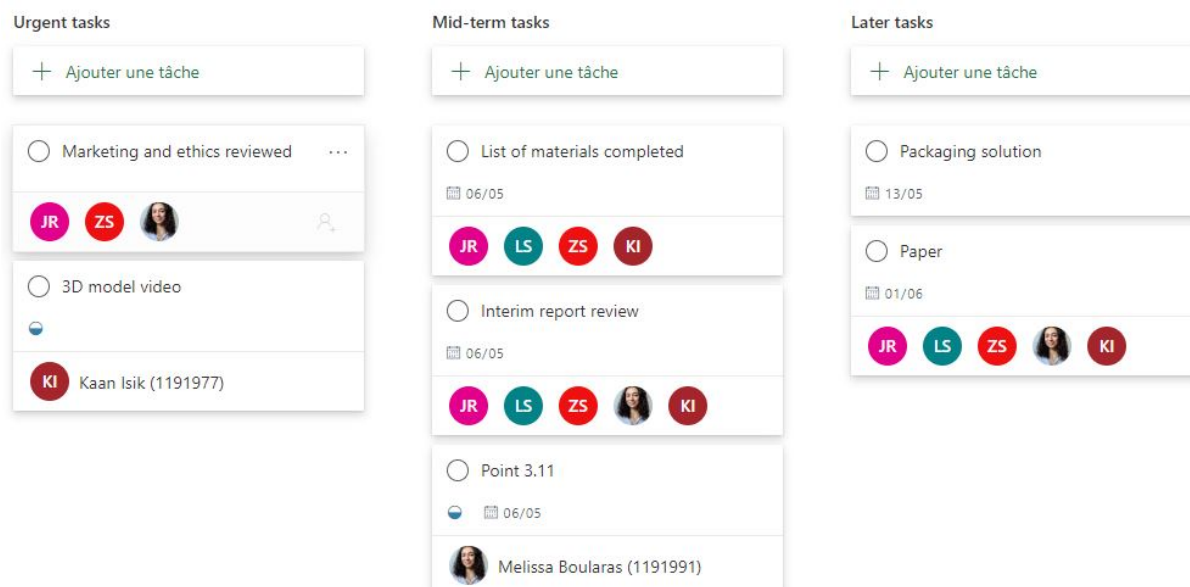 Urgent tasks
Ajouter une tâche
Marketing and ethics reviewed
JR ZS
3D model video
KI Kaan Isik (1191977)
Mid-term tasks
Ajouter une tâche
List of materials completed
06/05
JR LS ZS KI
Interim report review
06/05
JR LS ZS KI
Point 3.11
06/05
Melissa Boularas (1191991)
Later tasks
Ajouter une tâche
Packaging solution
13/05
Paper
01/06
JR LS ZS KI